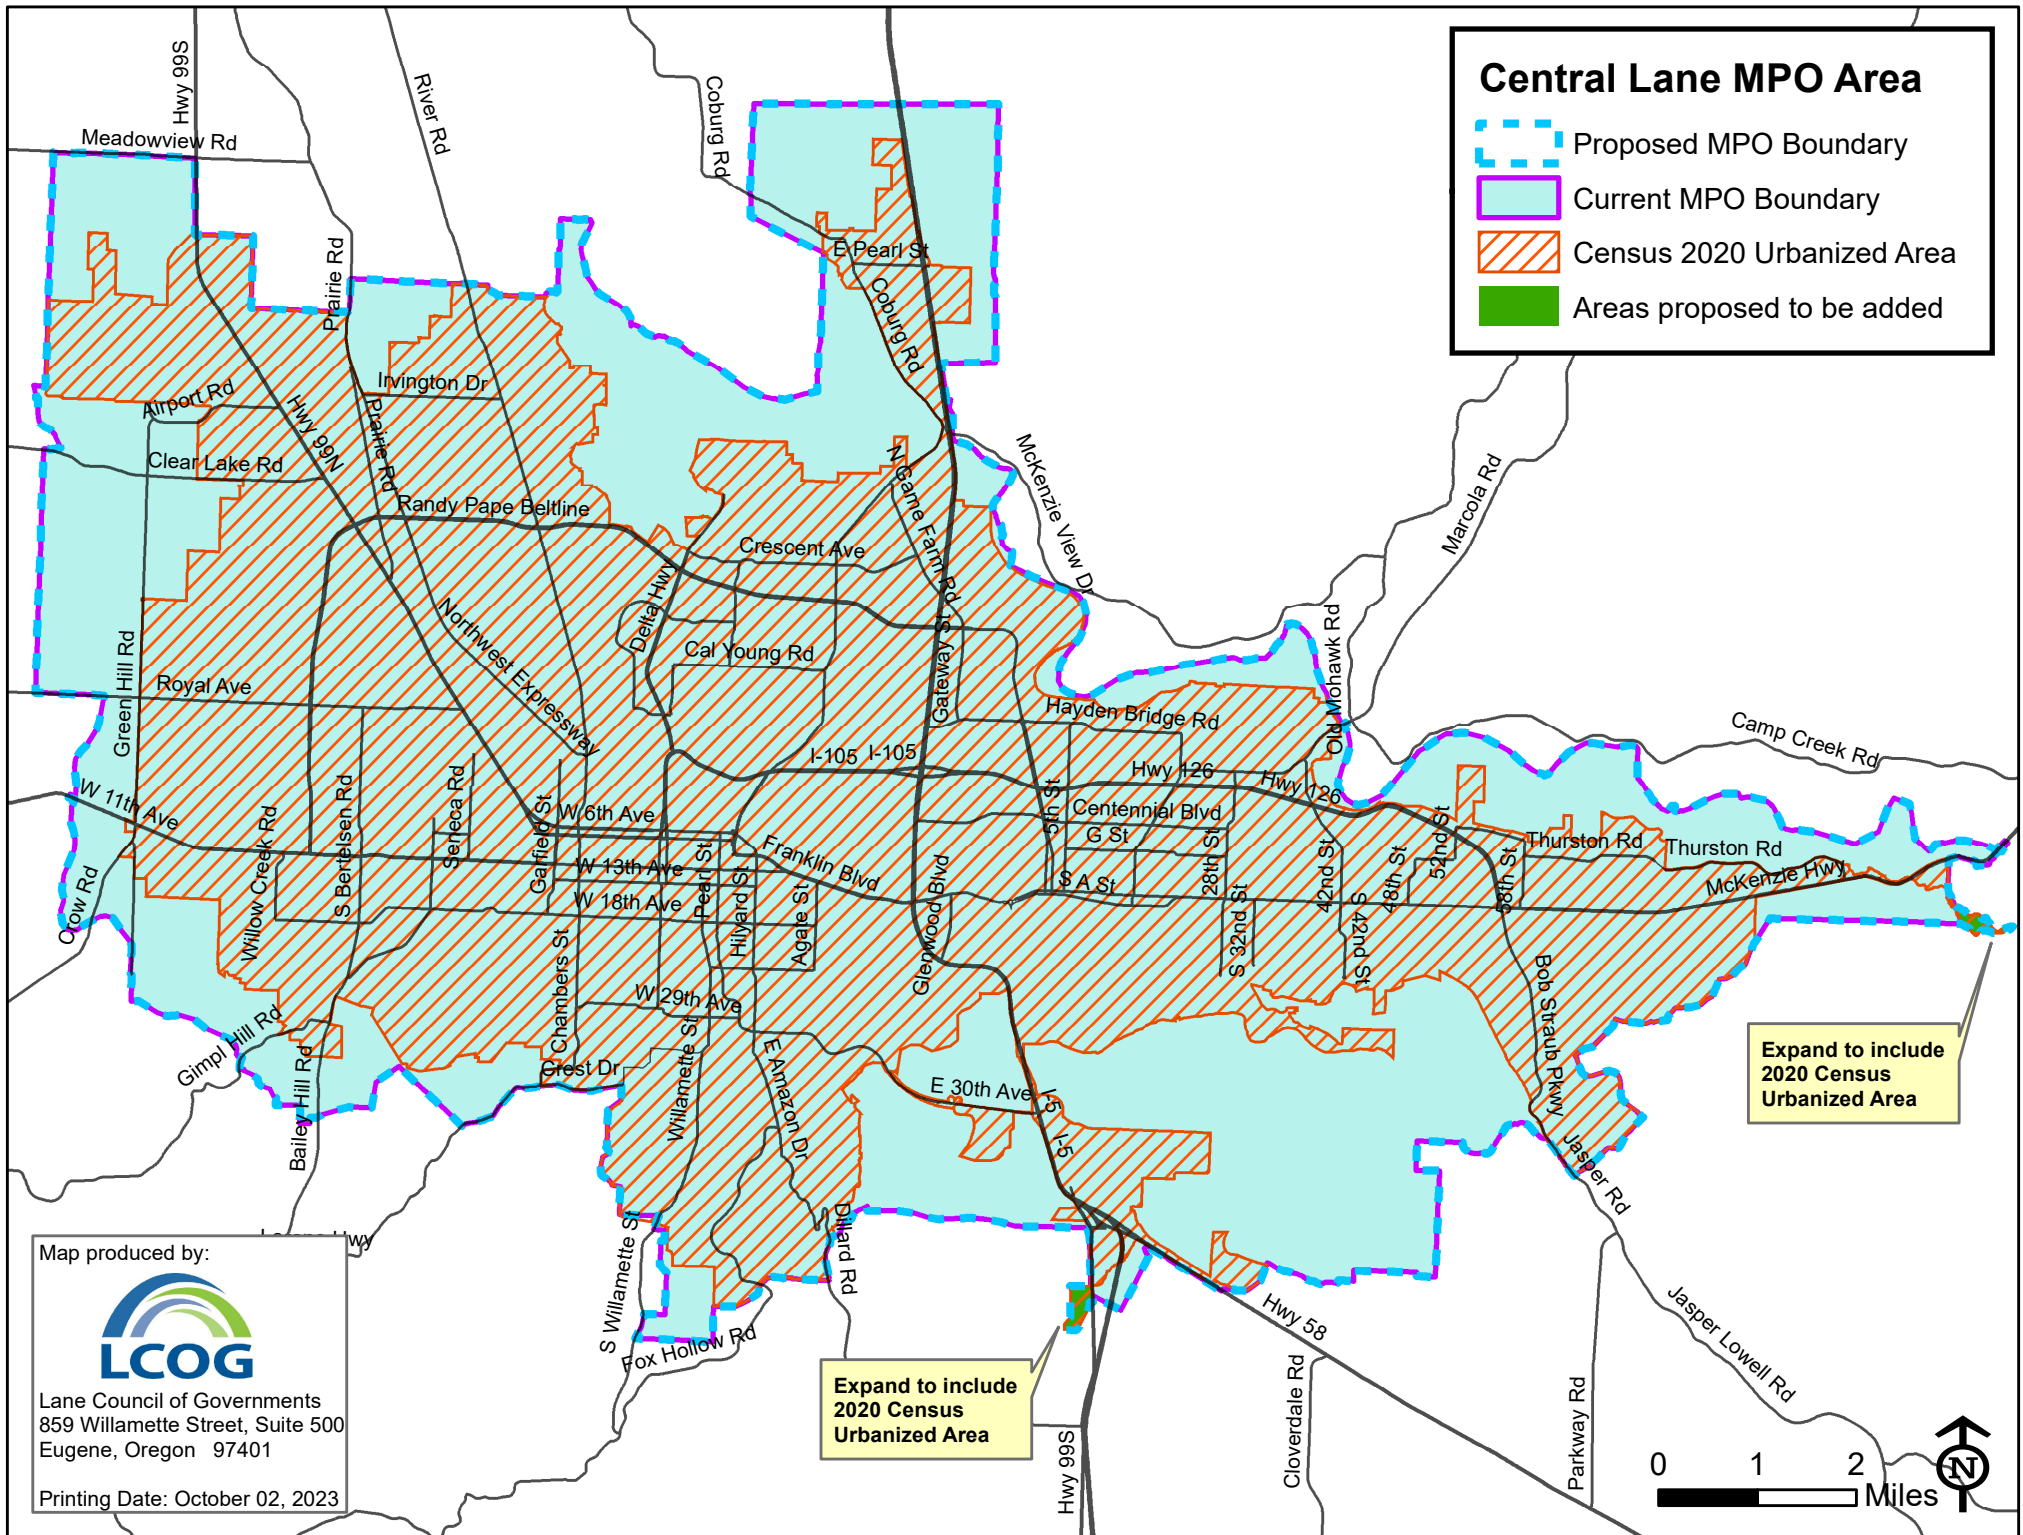 Central Lane MPO Area
Proposed MPO Boundary
Current MPO Boundary
Census 2020 Urbanized Area
Areas proposed to be added
Hwy 99S
River Rd
Coburg Rd
Meadowview Rd
Prairie Rd
E Pearl St
Coburg Rd
Irvington Dr
Airport Rd
Hwy 99N
Prairie Rd
Clear Lake Rd
N Game Farm Rd
McKenzie View Dr
Marcola Rd
Randy Pape Beltline
Crescent Ave
Delta Hwy
Northwest Expressway
Cal Young Rd
Gateway St
Old Mohawk Rd
Green Hill Rd
Royal Ave
Hayden Bridge Rd
Camp Creek Rd
I-105
I-105
Hwy 126
Hwy 126
W 11th Ave
S Bertelsen Rd
Seneca Rd
Garfield St
W 6th Ave
5th St
Centennial Blvd
G St
Willow Creek Rd
W 13th Ave
Pearl St
Franklin Blvd
28th St
42nd St
48th St
52nd St
58th St
Thurston Rd
Thurston Rd
McKenzie Hwy
Crow Rd
W 18th Ave
Hilyard St
Agate St
Glenwood Blvd
S A St
S 32nd St
S 42nd St
Chambers St
W 29th Ave
Bob Straub Pkwy
Gimpl Hill Rd
Bailey Hill Rd
Crest Dr
Willamette St
E Amazon Dr
E 30th Ave
I-5
I-5
Jasper Rd
Expand to include
2020 Census
Urbanized Area
S Willamette St
Dillard Rd
Fox Hollow Rd
Hwy 58
Jasper Lowell Rd
Hwy 99S
Cloverdale Rd
Parkway Rd
Expand to include
2020 Census
Urbanized Area
Hwy
Map produced by:
LCOG
Lane Council of Governments
859 Willamette Street, Suite 500
Eugene, Oregon 97401
Printing Date: October 02, 2023
0 1 2
Miles
N